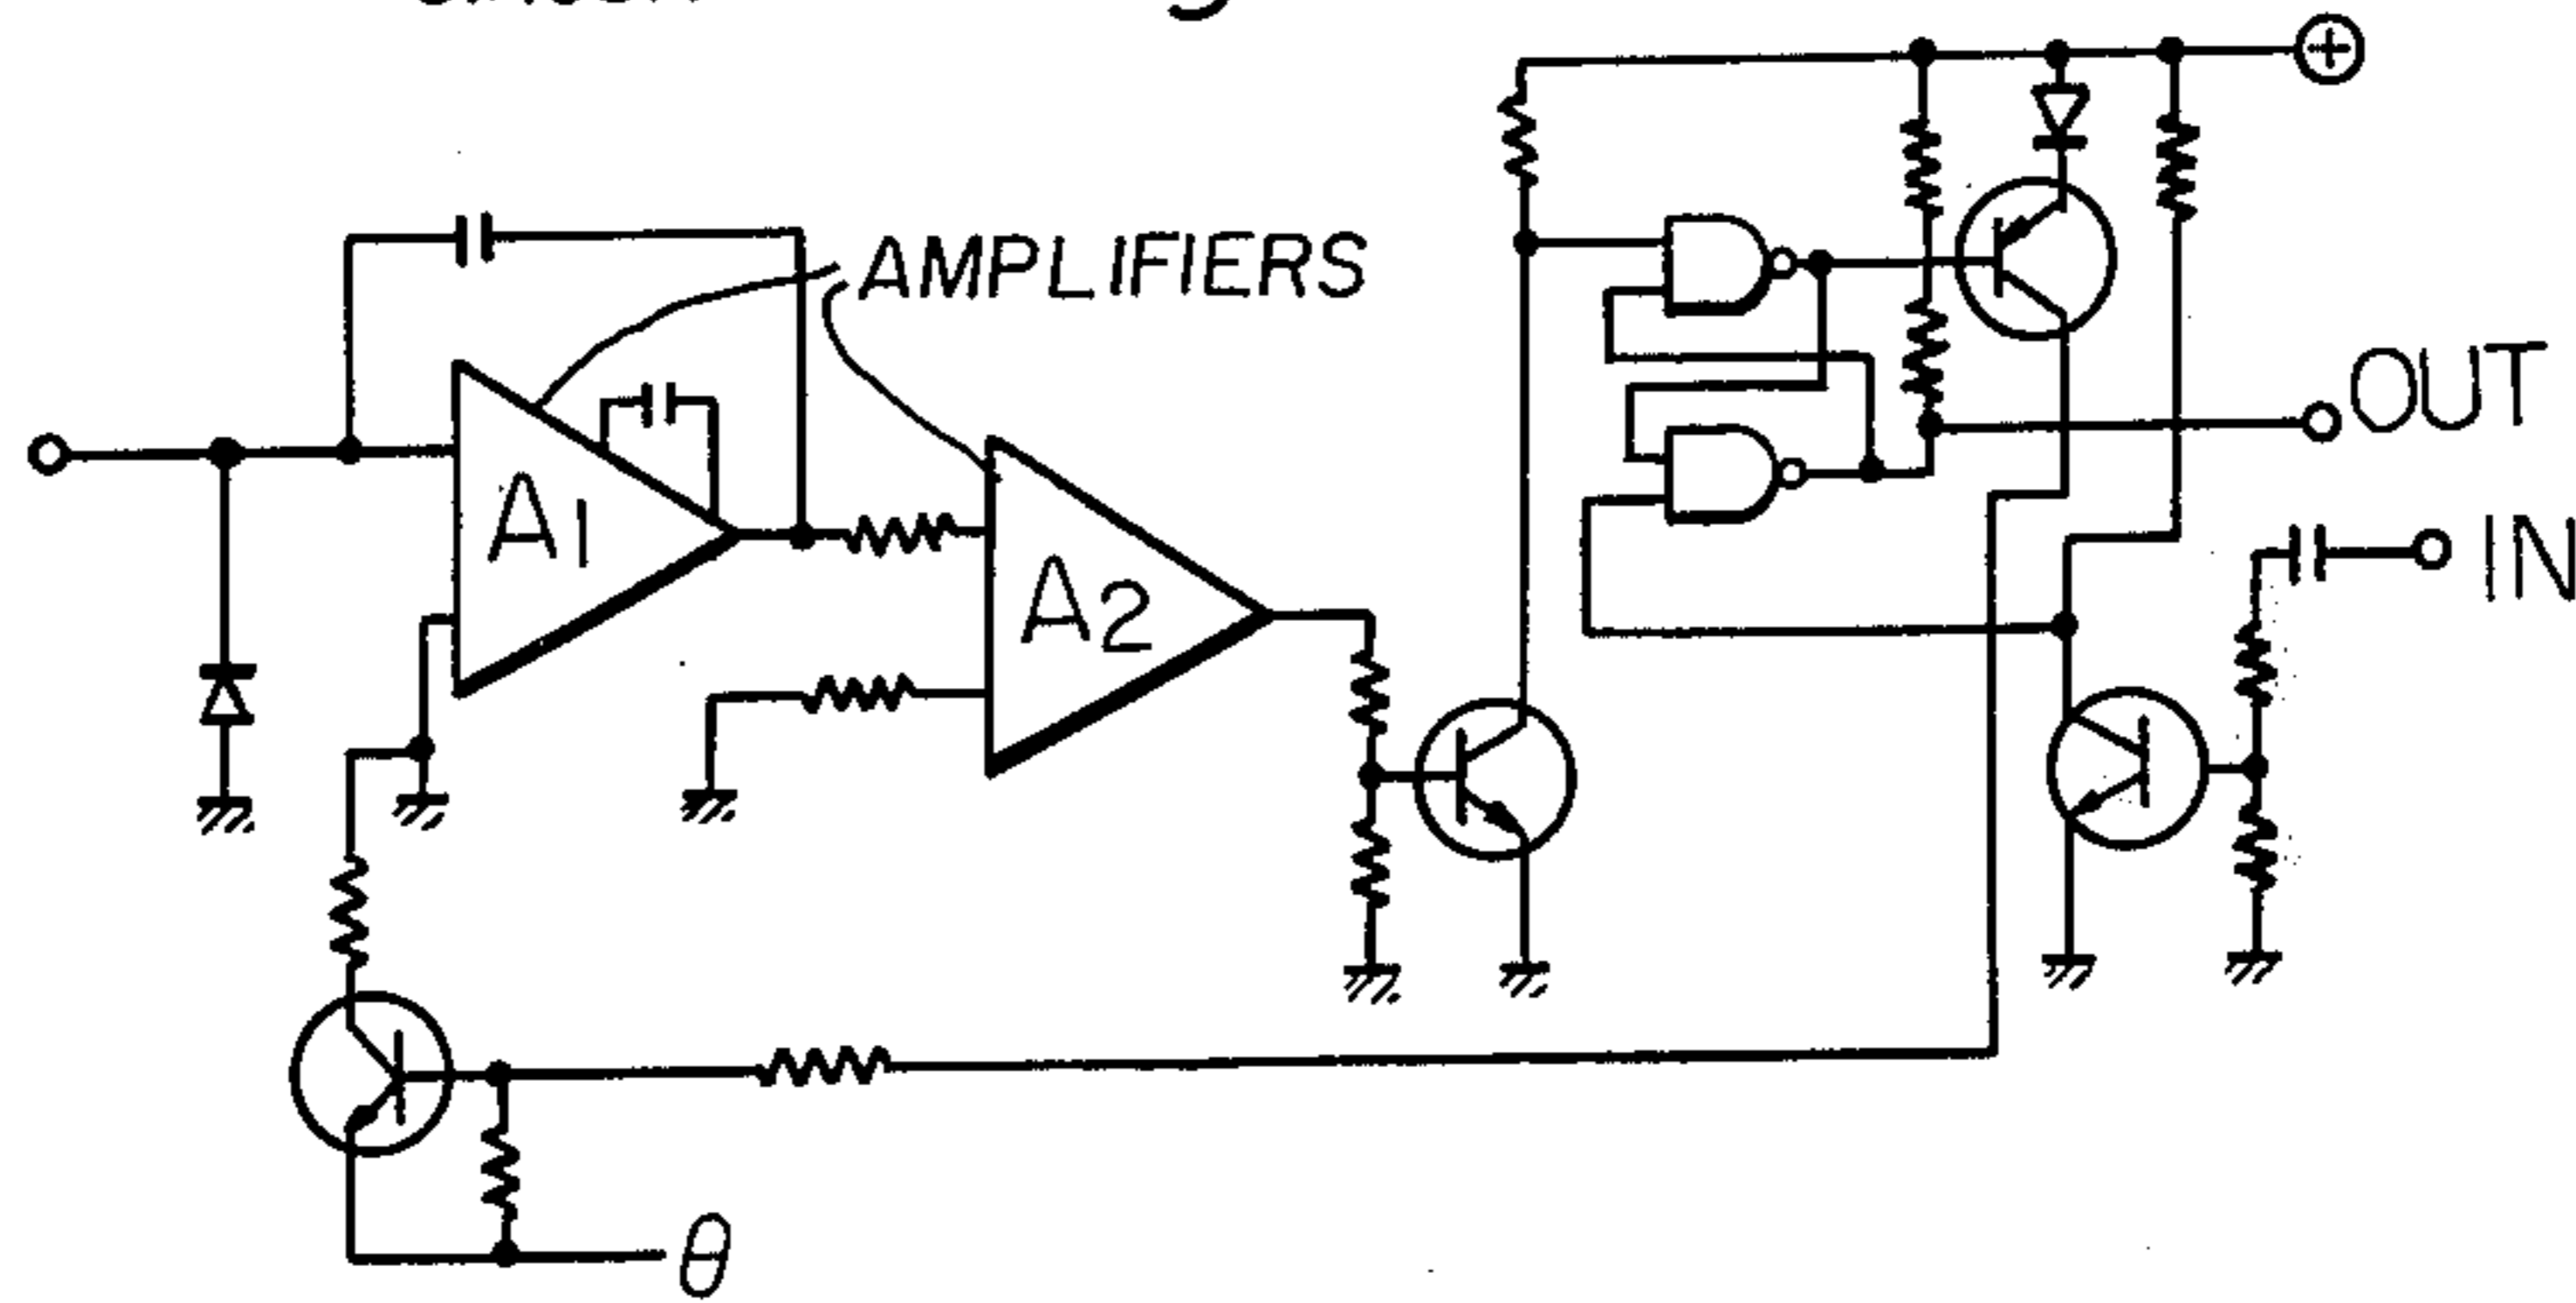 AMPLIFIERS
A1
A2
OUT
IN
θ